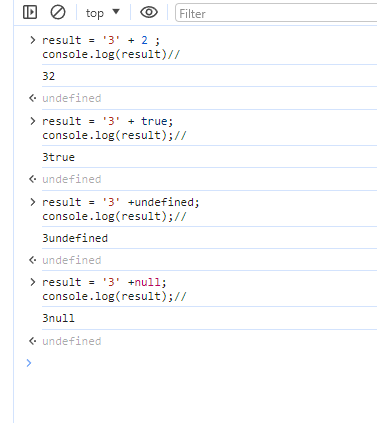 top
Filter
result = '3' + 2 ;
console.log(result)//
32
undefined
result = '3' + true;
console.log(result);//
3true
undefined
result = '3' +undefined;
console.log(result);//
3undefined
undefined
result = '3' +null;
console.log(result);//
3null
undefined